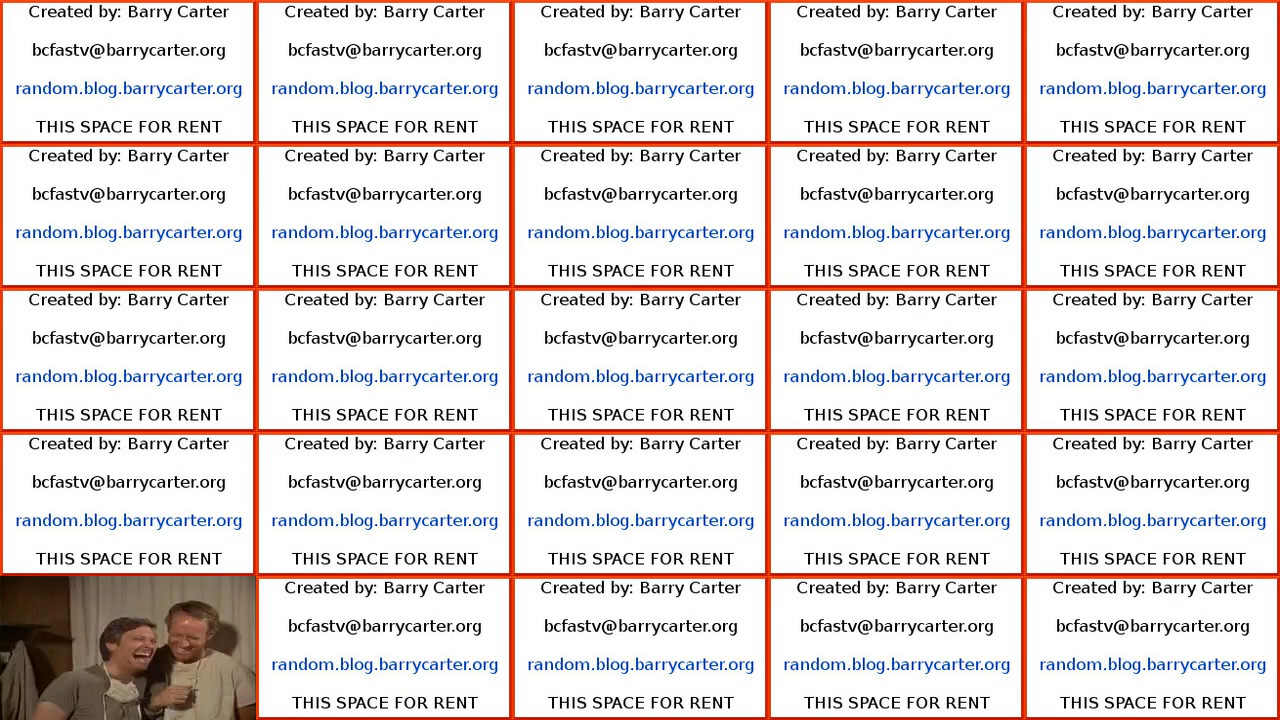 Created by: Barry Carter Created by: Barry Carter Created by: Barry Carter Created by: Barry Carter Created by: Barry Carter
bcfastv@barrycarter.org bcfastv@barrycarter.org bcfastv@barrycarter.org bcfastv@barrycarter.org bcfastv@barrycarter.org
random.blog.barrycarter.org random.blog.barrycarter.org random.blog.barrycarter.org random.blog.barrycarter.org random.blog.barrycarter.org
THIS SPACE FOR RENT THIS SPACE FOR RENT THIS SPACE FOR RENT THIS SPACE FOR RENT THIS SPACE FOR RENT
Created by: Barry Carter Created by: Barry Carter Created by: Barry Carter Created by: Barry Carter Created by: Barry Carter
bcfastv@barrycarter.org bcfastv@barrycarter.org bcfastv@barrycarter.org bcfastv@barrycarter.org bcfastv@barrycarter.org
random.blog.barrycarter.org random.blog.barrycarter.org random.blog.barrycarter.org random.blog.barrycarter.org random.blog.barrycarter.org
THIS SPACE FOR RENT THIS SPACE FOR RENT THIS SPACE FOR RENT THIS SPACE FOR RENT THIS SPACE FOR RENT
Created by: Barry Carter Created by: Barry Carter Created by: Barry Carter Created by: Barry Carter Created by: Barry Carter
bcfastv@barrycarter.org bcfastv@barrycarter.org bcfastv@barrycarter.org bcfastv@barrycarter.org bcfastv@barrycarter.org
random.blog.barrycarter.org random.blog.barrycarter.org random.blog.barrycarter.org random.blog.barrycarter.org random.blog.barrycarter.org
THIS SPACE FOR RENT THIS SPACE FOR RENT THIS SPACE FOR RENT THIS SPACE FOR RENT THIS SPACE FOR RENT
Created by: Barry Carter Created by: Barry Carter Created by: Barry Carter Created by: Barry Carter Created by: Barry Carter
bcfastv@barrycarter.org bcfastv@barrycarter.org bcfastv@barrycarter.org bcfastv@barrycarter.org bcfastv@barrycarter.org
random.blog.barrycarter.org random.blog.barrycarter.org random.blog.barrycarter.org random.blog.barrycarter.org random.blog.barrycarter.org
THIS SPACE FOR RENT THIS SPACE FOR RENT THIS SPACE FOR RENT THIS SPACE FOR RENT THIS SPACE FOR RENT
Created by: Barry Carter Created by: Barry Carter Created by: Barry Carter Created by: Barry Carter
bcfastv@barrycarter.org bcfastv@barrycarter.org bcfastv@barrycarter.org bcfastv@barrycarter.org
random.blog.barrycarter.org random.blog.barrycarter.org random.blog.barrycarter.org random.blog.barrycarter.org
THIS SPACE FOR RENT THIS SPACE FOR RENT THIS SPACE FOR RENT THIS SPACE FOR RENT